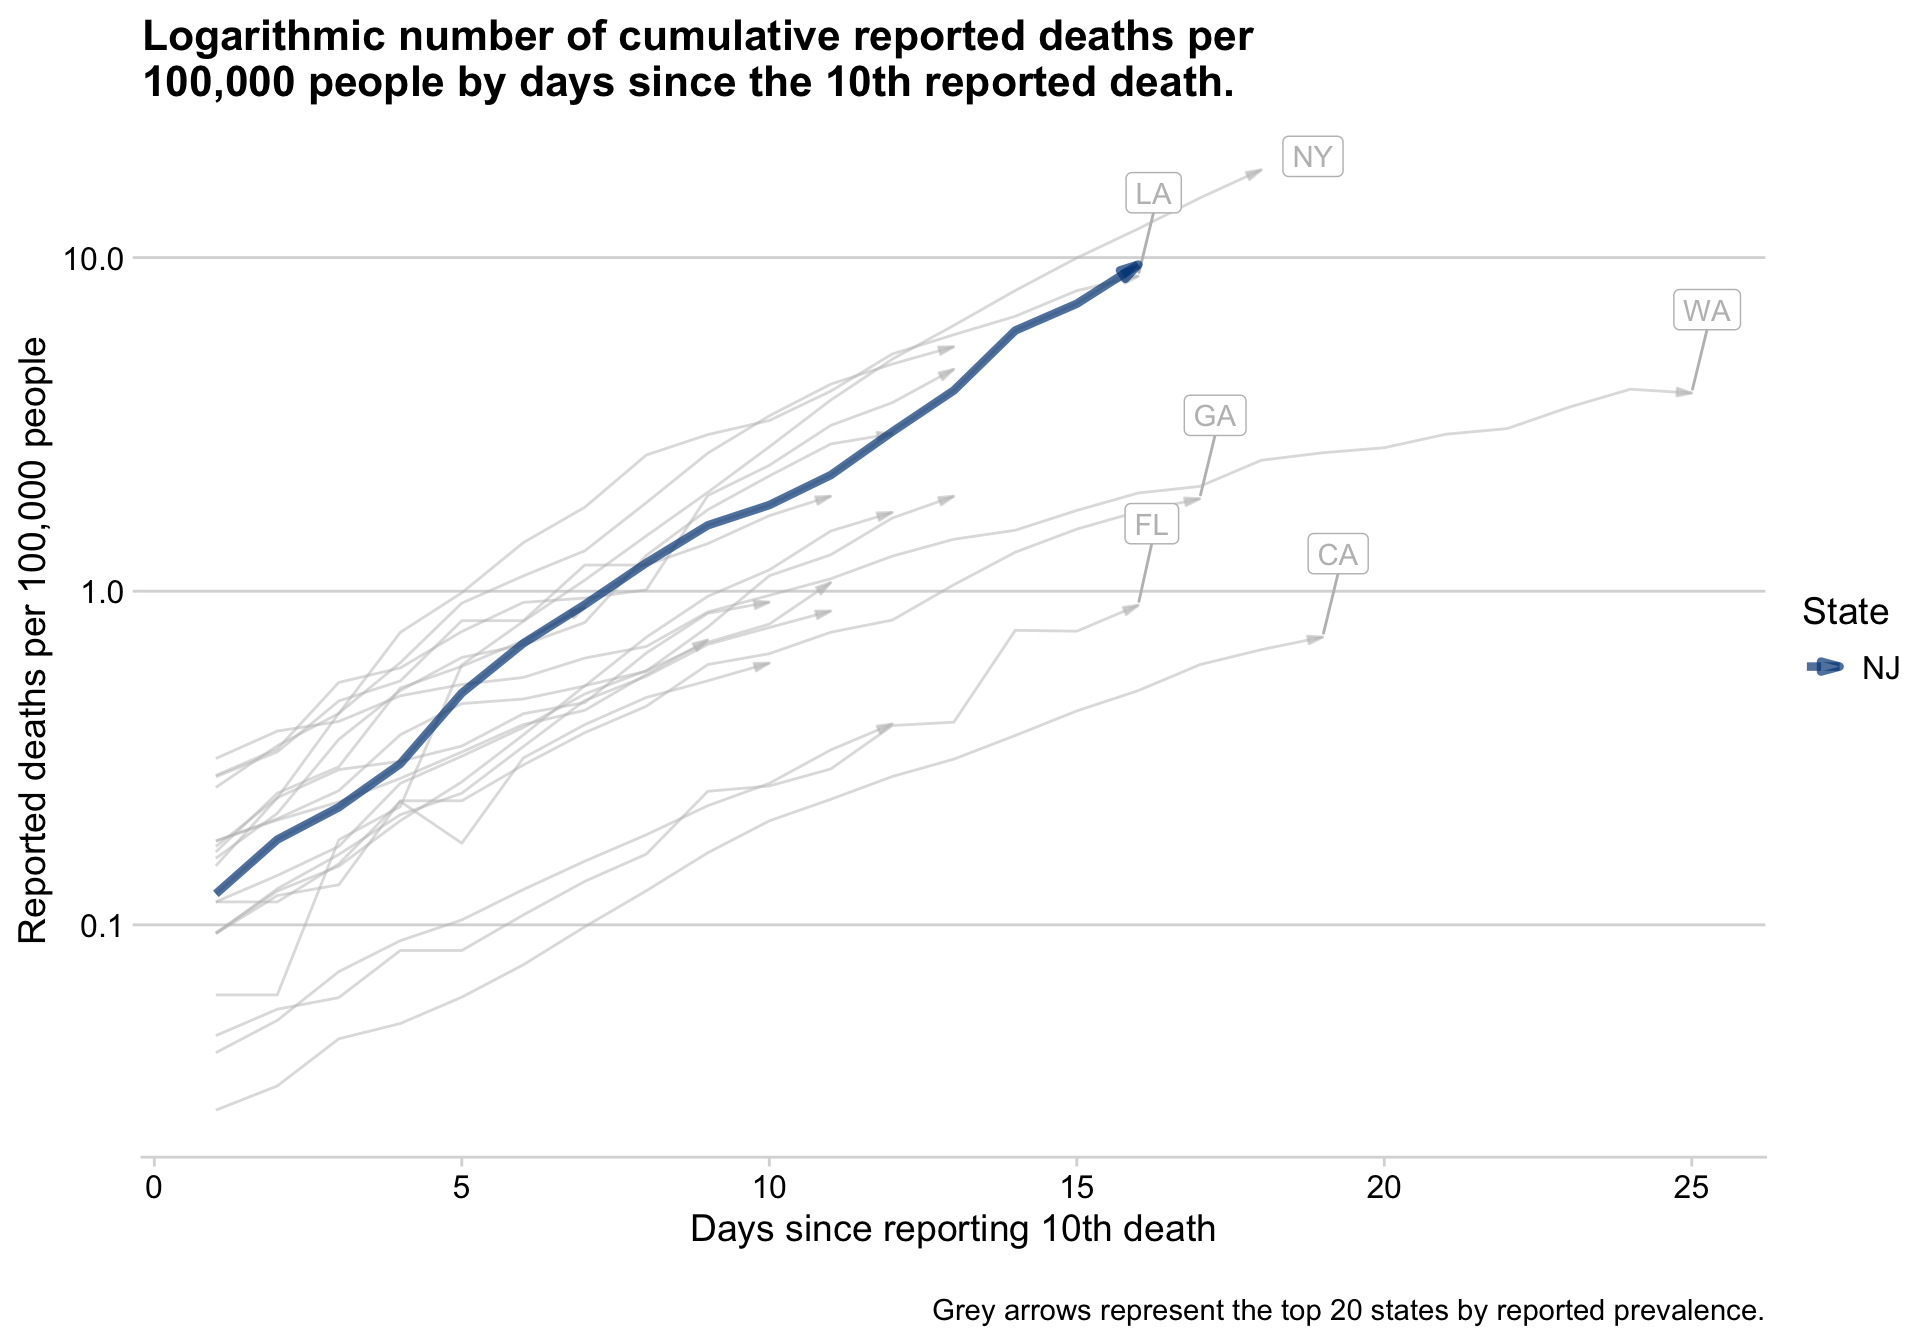 Logarithmic number of cumulative reported deaths per
100,000 people by days since the 10th reported death.
Reported deaths per 100,000 people
10.0
1.0
0.1
NY
LA
WA
GA
FL
CA
State
NJ
0
5
10
15
20
25
Days since reporting 10th death
Grey arrows represent the top 20 states by reported prevalence.